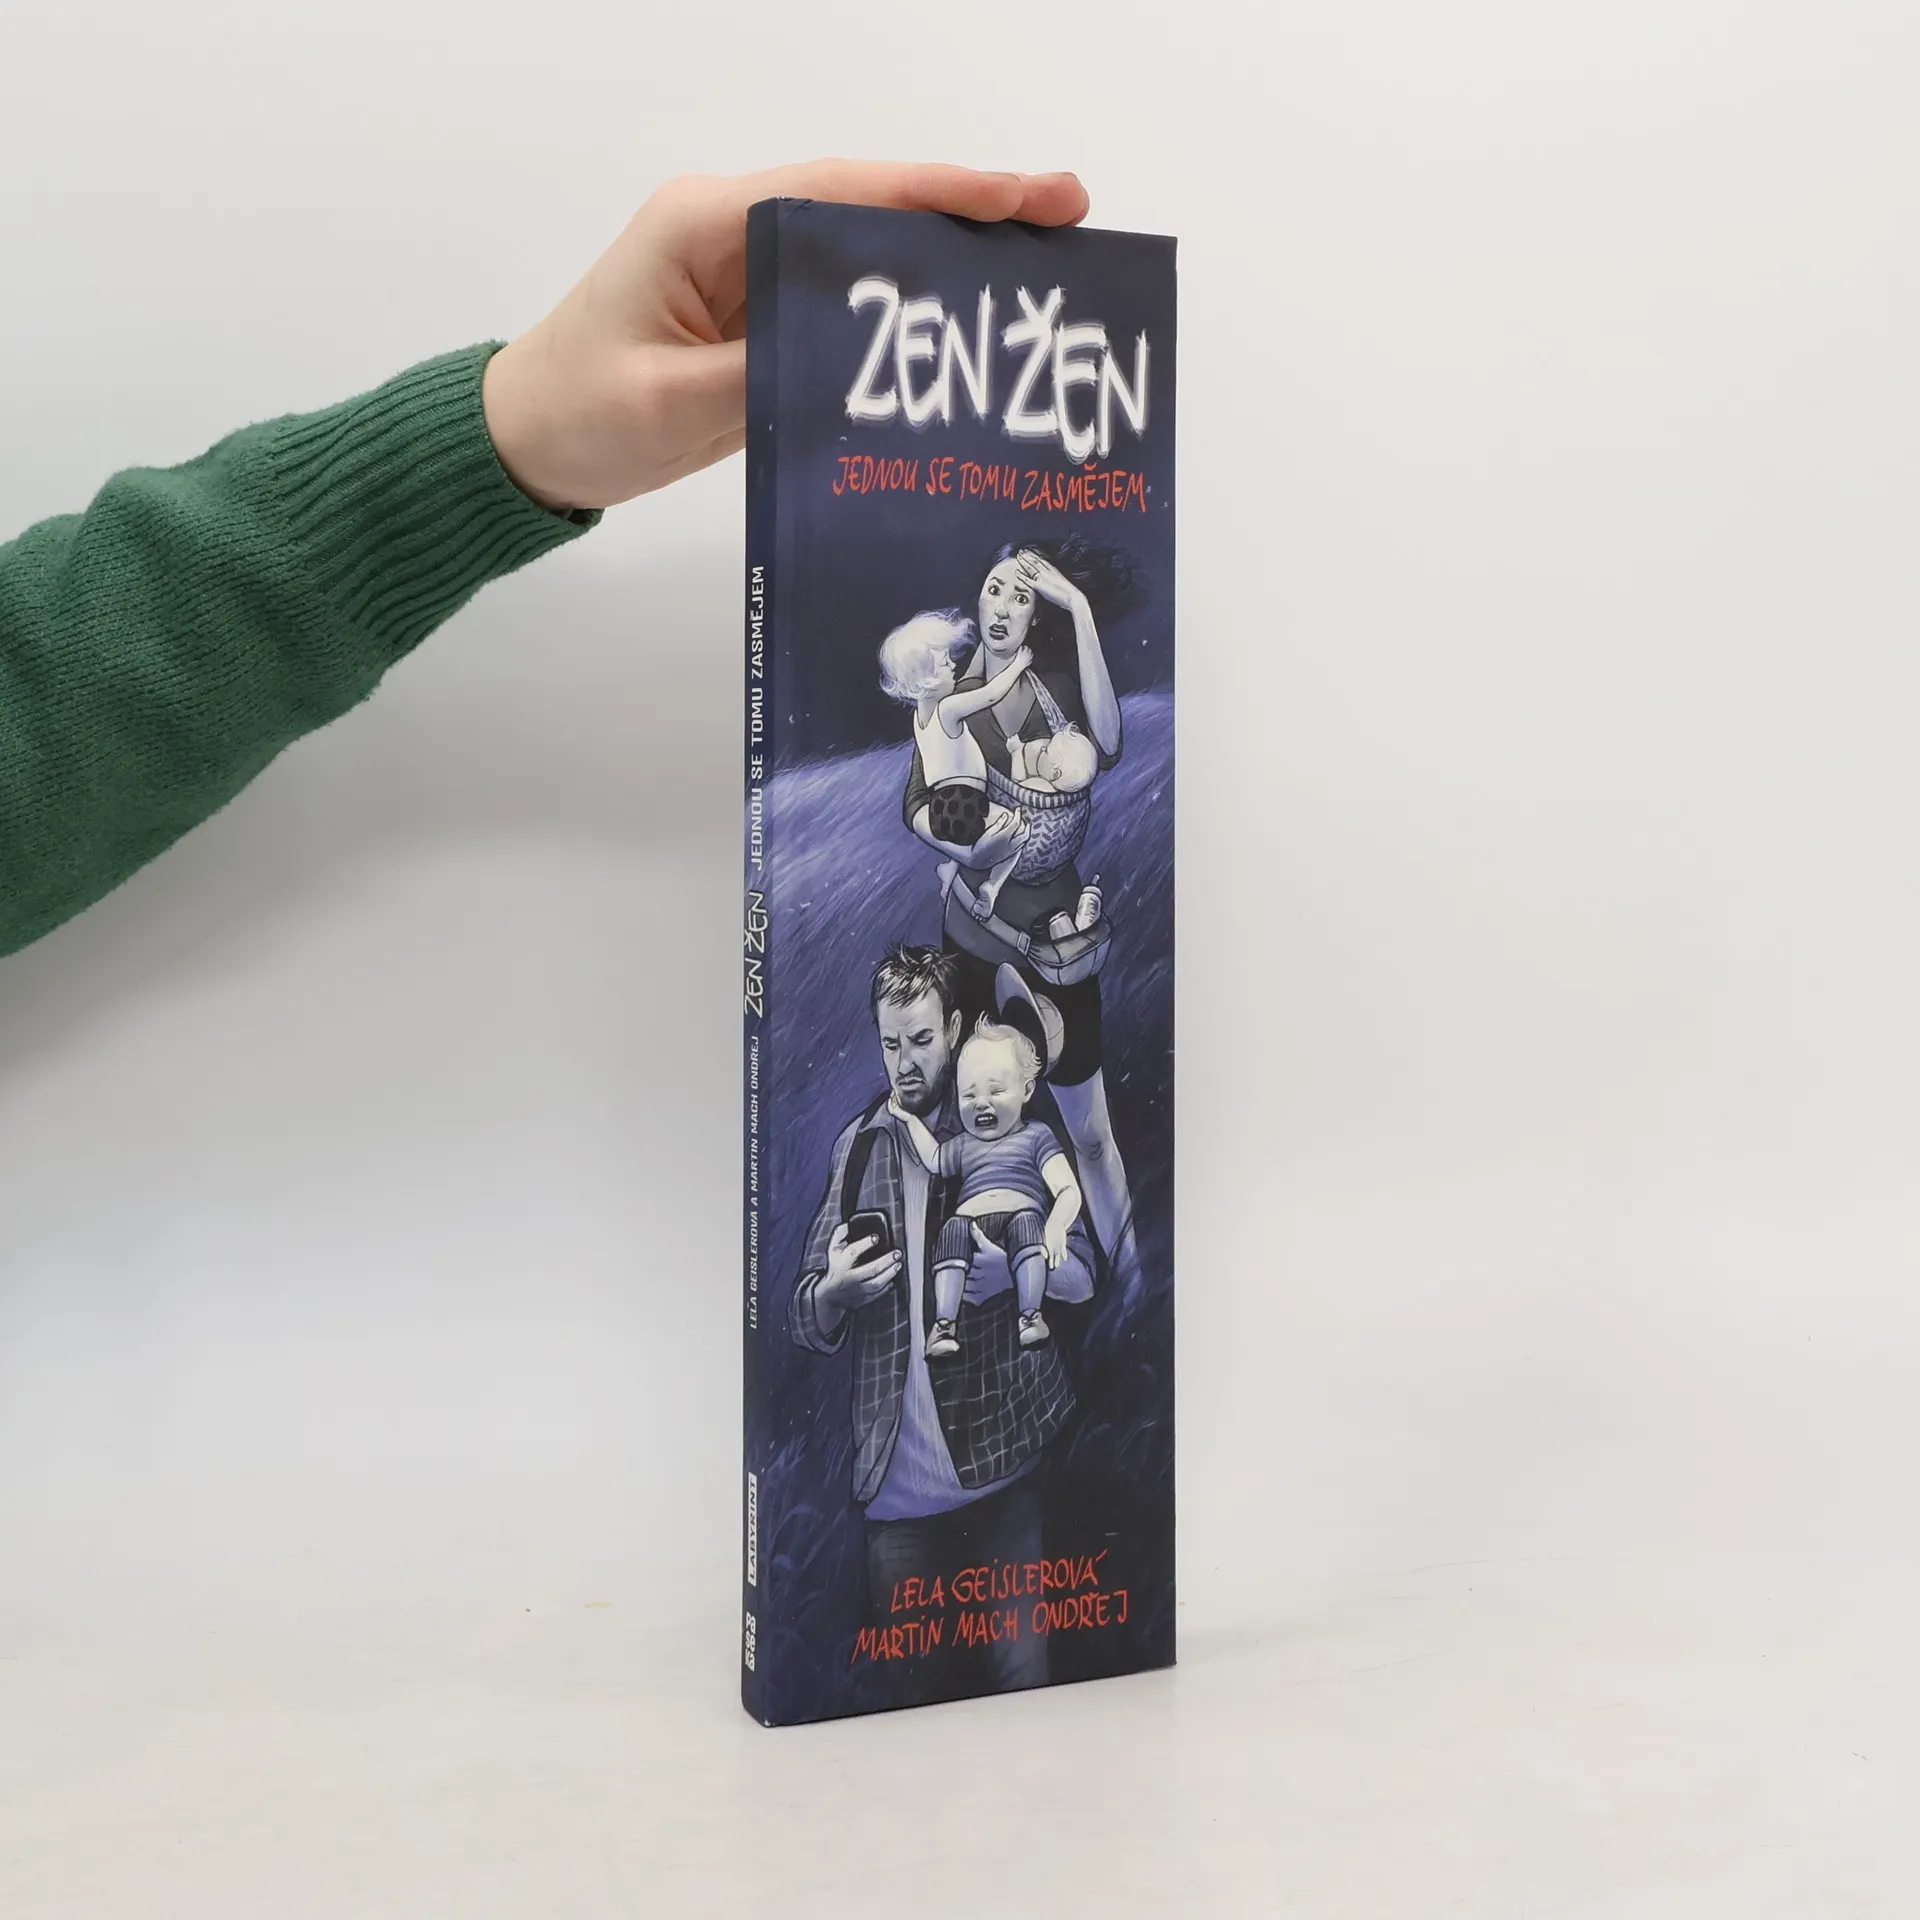 ZEN ŽEN
JEDNOU SE TOMU ZASMĚJEM
LELA GEISLEROVÁ
MARTIN MACH ONDŘEJ
LELA GEISLEROVÁ A MARTIN MACH ONDŘEJ ZEN ŽEN JEDNOU SE TOMU ZASMĚJEM
LABYRINT